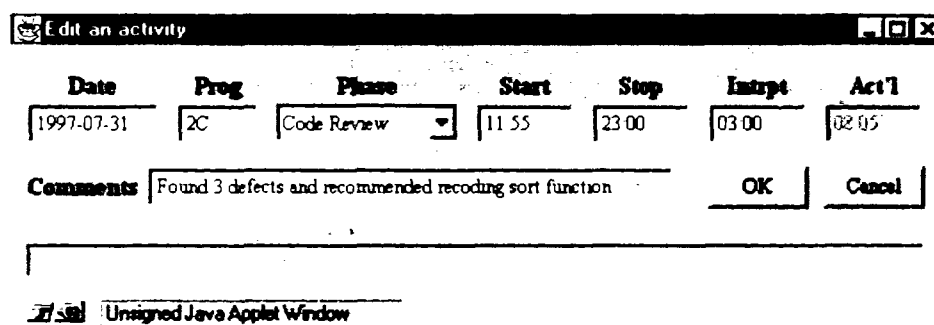 Edit an activity
Date Prog Phase Start Stop Intrpt Act'l
1997-07-31 2C Code Review 11 55 23:00 03:00 08:05
Comments Found 3 defects and recommended recoding sort function OK Cancel
Unsigned Java Applet Window